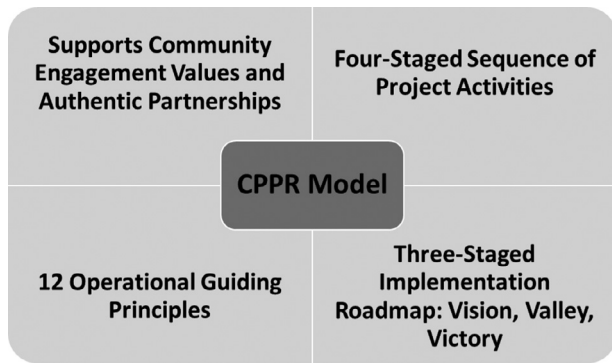 Supports Community
Engagement Values and
Authentic Partnerships
Four-Staged Sequence of
Project Activities
CPPR Model
12 Operational Guiding
Principles
Three-Staged
Implementation
Roadmap: Vision, Valley,
Victory